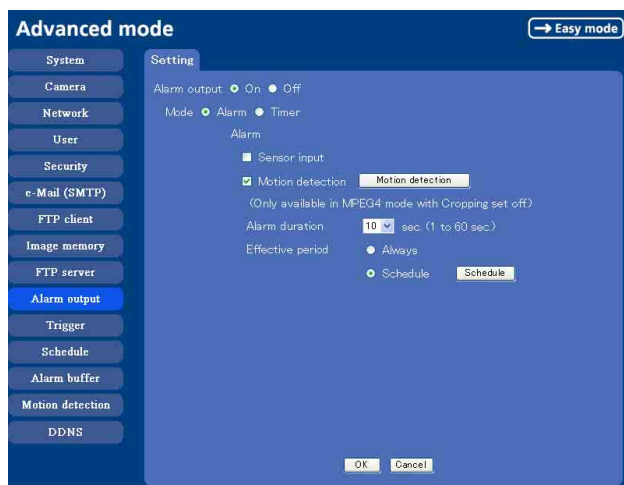 Advanced mode
→ Easy mode
System
Camera
Network
User
Security
e-Mail (SMTP)
FTP client
Image memory
FTP server
Alarm output
Trigger
Schedule
Alarm buffer
Motion detection
DDNS
Setting
Alarm output On Off
Mode Alarm Timer
Alarm
Sensor input
Motion detection Motion detection
(Only available in MPEG4 mode with Cropping set off.)
Alarm duration 10 sec. (1 to 60 sec.)
Effective period Always
Schedule Schedule
OK Cancel